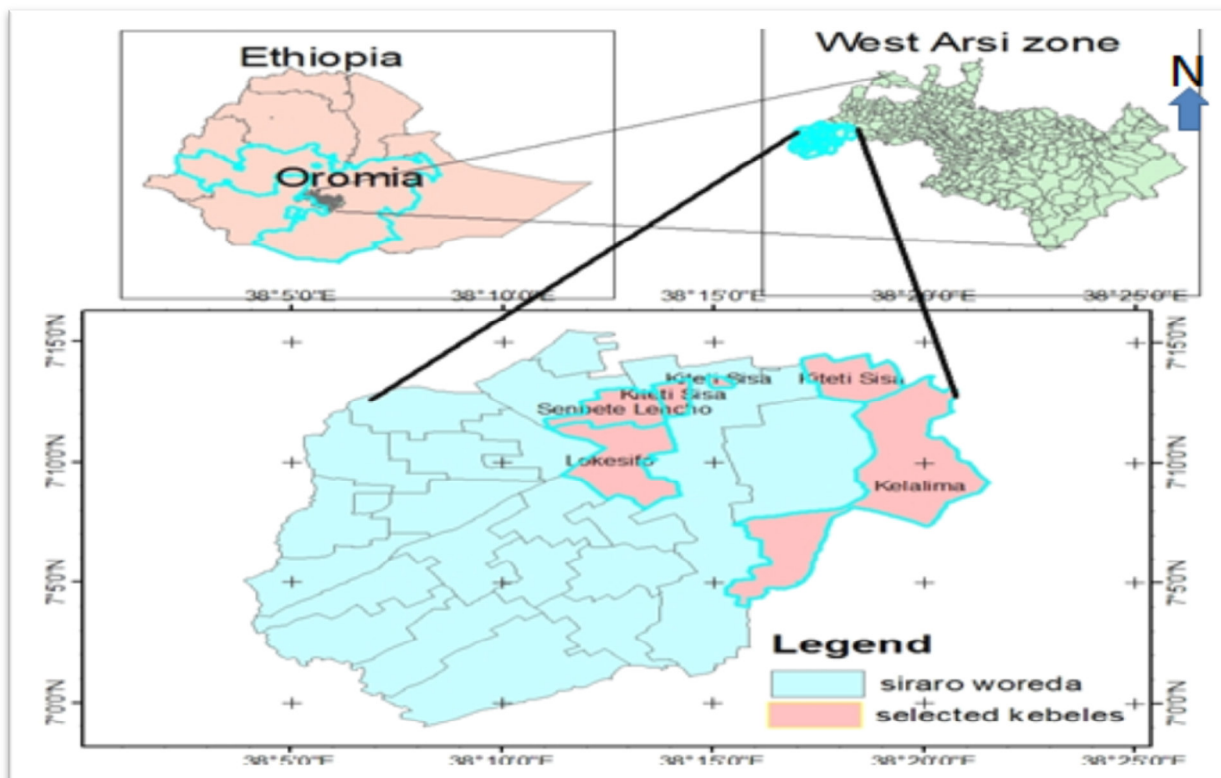 Ethiopia
Oromia
West Arsi zone
N
38°5'0"E 38°10'0"E 38°15'0"E 38°20'0"E 38°25'0"E
7°15'0"N
7°15'0"N
7°10'0"N
7°10'0"N
7°5'0"N
7°5'0"N
7°0'0"N
7°0'0"N
Kiteti Sisa
Kiteti Sisa
Kiteti Sisa
Senbete Lencho
Lokesifo
Kelalima
Legend
siraro woreda
selected kebeles
38°5'0"E 38°10'0"E 38°15'0"E 38°20'0"E 38°25'0"E